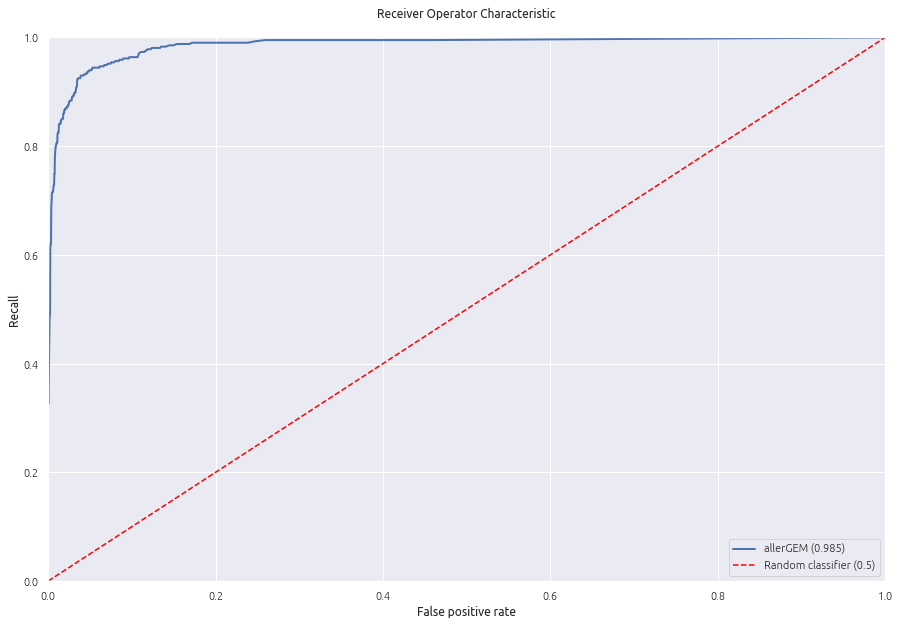 Receiver Operator Characteristic
1.0
0.8
0.6
0.4
0.2
0.0
Recall
0.0 0.2 0.4 0.6 0.8 1.0
False positive rate
allerGEM (0.985)
Random classifier (0.5)